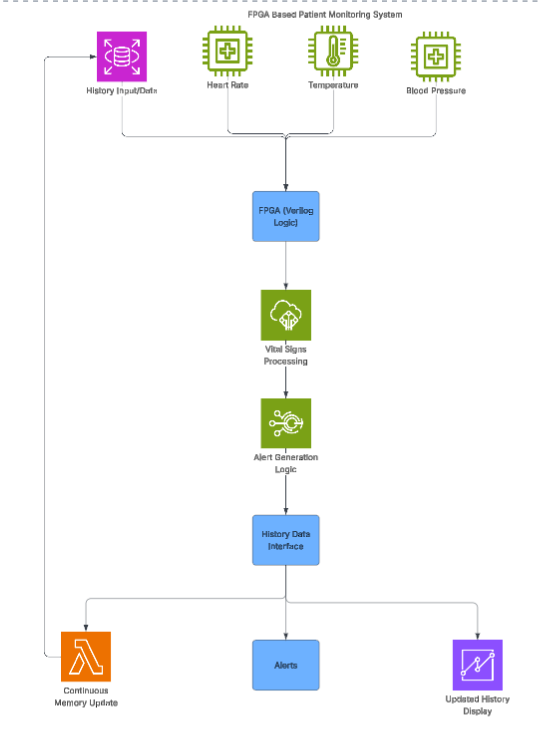 FPGA Based Patient Monitoring System
History Input/Data
Heart Rate
Temperature
Blood Pressure
FPGA (Verilog
Logic)
Vital Signs
Processing
Alert Generation
Logic
History Data
Interface
Continuous
Memory Update
Alerts
Updated History
Display